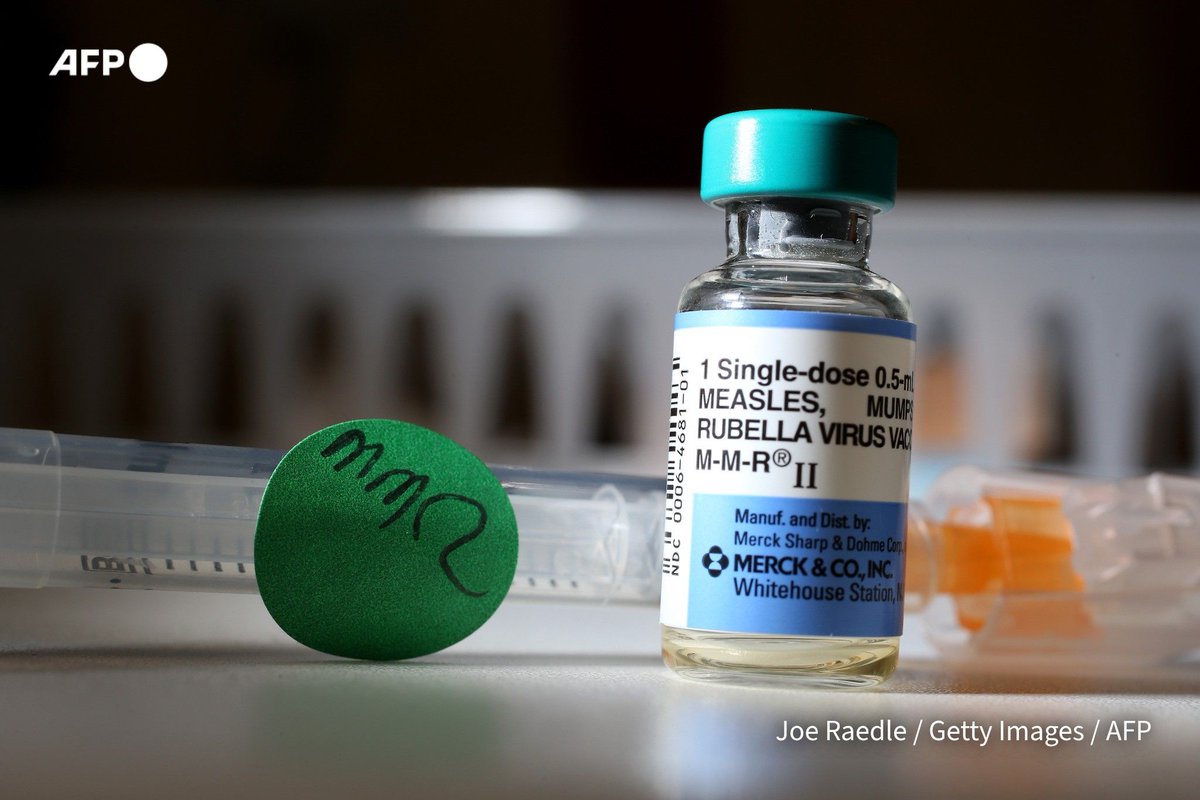 AFP
MMR
1 Single-dose 0.5-mL
MEASLES, MUMPS
RUBELLA VIRUS VACC
M-M-R® II
Manuf. and Dist. by:
Merck Sharp & Dohme Corp.
MERCK & CO., INC.
Whitehouse Station, N
NDC 0006-4681-01
Joe Raedle / Getty Images / AFP